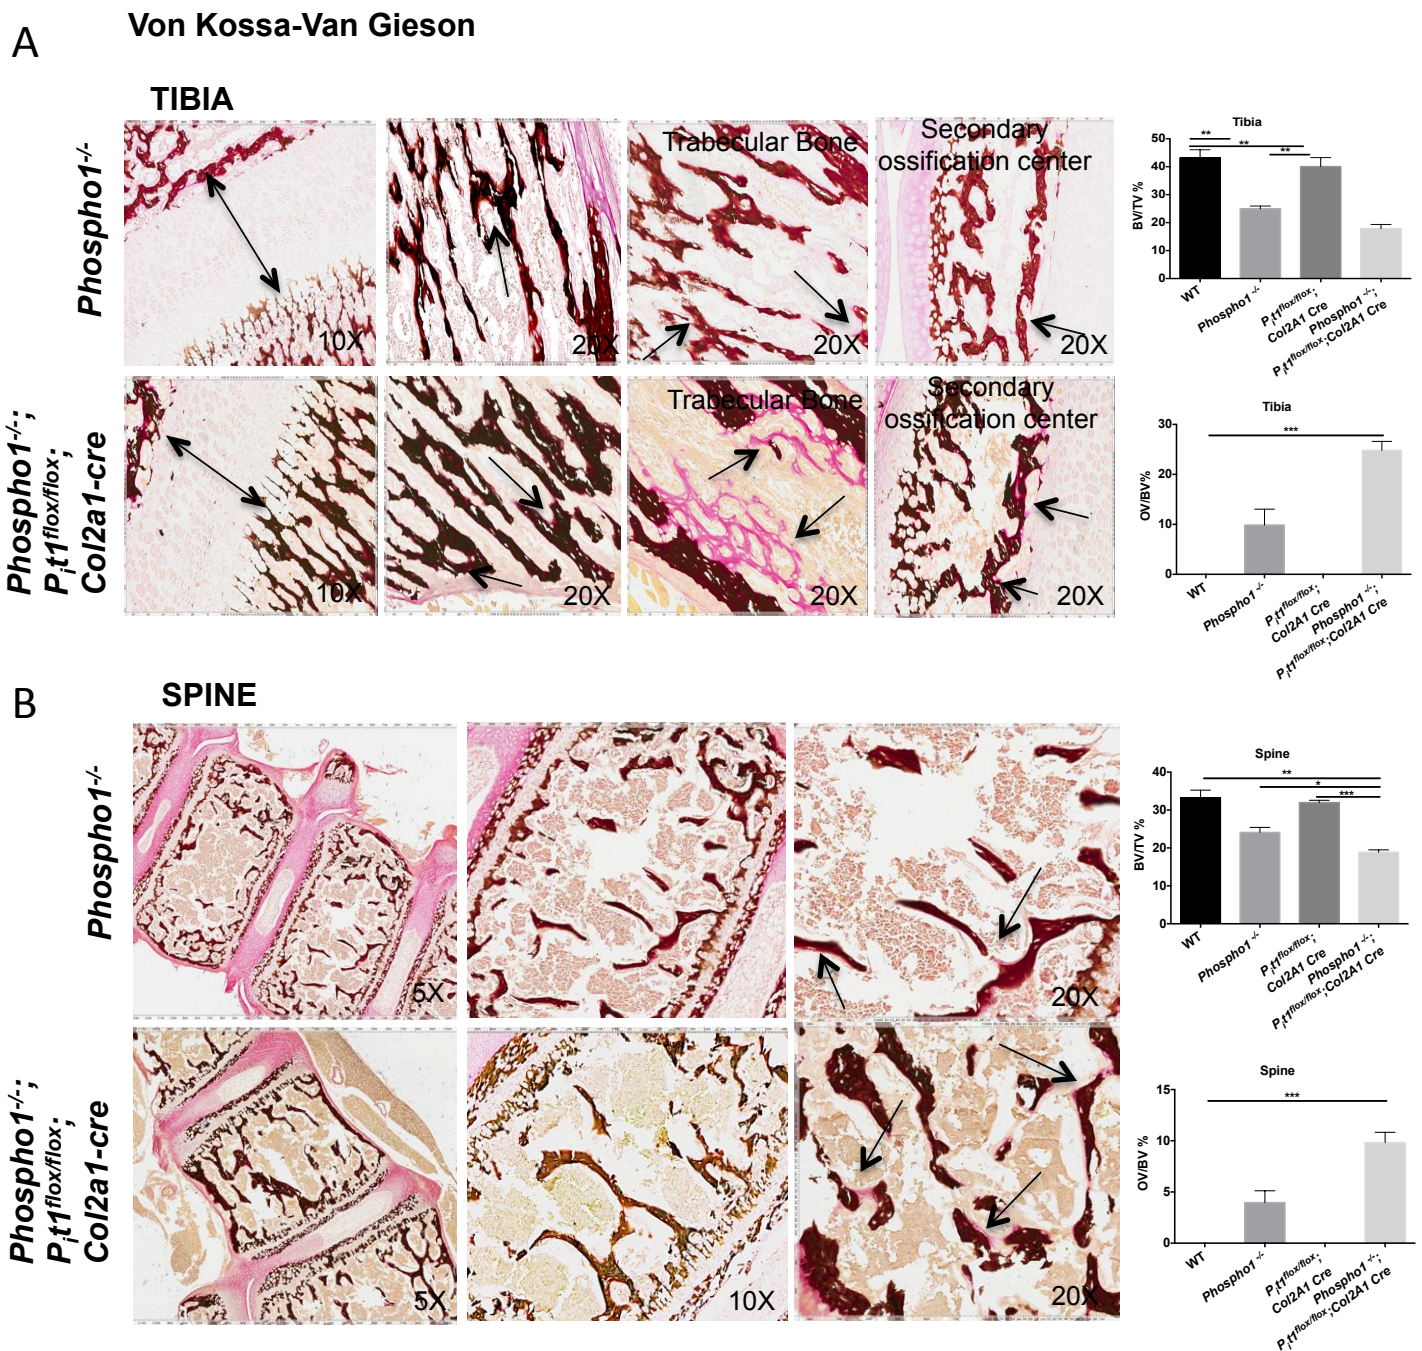 A
Von Kossa-Van Gieson
TIBIA
Phospho1-/-
10X
20X
Trabecular Bone
20X
Secondary
ossification center
20X
Phospho1-/-;
Pit1flox/flox;
Col2a1-cre
10X
20X
Trabecular Bone
20X
Secondary
ossification center
20X
Tibia
BV/TV %
50
40
30
20
10
0
**
**
**
WT
Phospho1-/-
Pit1flox/flox;
Col2A1 Cre
Phospho1-/-;
Pit1flox/flox;Col2A1 Cre
Tibia
OV/BV%
30
20
10
0
***
WT
Phospho1-/-
Pit1flox/flox;
Col2A1 Cre
Phospho1-/-;
Pit1flox/flox;Col2A1 Cre
B
SPINE
Phospho1-/-
5X
20X
Phospho1-/-;
Pit1flox/flox;
Col2a1-cre
5X
10X
20X
Spine
BV/TV %
40
30
20
10
0
**
*
***
WT
Phospho1-/-
Pit1flox/flox;
Col2A1 Cre
Phospho1-/-;
Pit1flox/flox;Col2A1 Cre
Spine
OV/BV %
15
10
5
0
***
WT
Phospho1-/-
Pit1flox/flox;
Col2A1 Cre
Phospho1-/-;
Pit1flox/flox;Col2A1 Cre